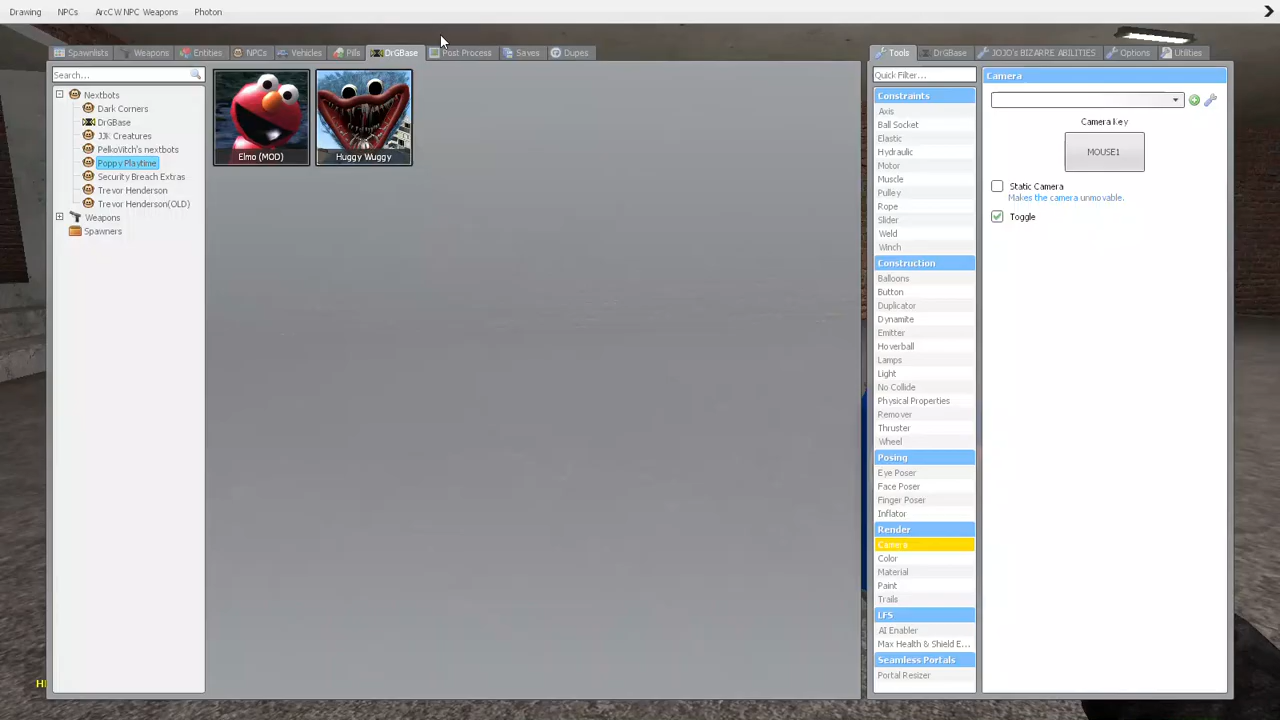 Drawing NPCs ArcCW NPC Weapons Photon
Spawnlists Weapons Entities NPCs Vehicles Pills DrGBase Post Process Saves Dupes
Search...
Nextbots
Dark Corners
DrGBase
JJK Creatures
PelkoVitch's nextbots
Poppy Playtime
Security Breach Extras
Trevor Henderson
Trevor Henderson(OLD)
Weapons
Spawners
Elmo (MOD) Huggy Wuggy
Tools DrGBase JOJO's BIZARRE ABILITIES Options Utilities
Quick Filter...
Constraints
Axis
Ball Socket
Elastic
Hydraulic
Motor
Muscle
Pulley
Rope
Slider
Weld
Winch
Construction
Balloons
Button
Duplicator
Dynamite
Emitter
Hoverball
Lamps
Light
No Collide
Physical Properties
Remover
Thruster
Wheel
Posing
Eye Poser
Face Poser
Finger Poser
Inflator
Render
Camera
Color
Material
Paint
Trails
LFS
AI Enabler
Max Health & Shield E...
Seamless Portals
Portal Resizer
Camera
Camera Key
MOUSE1
Static Camera
Makes the camera unmovable.
Toggle